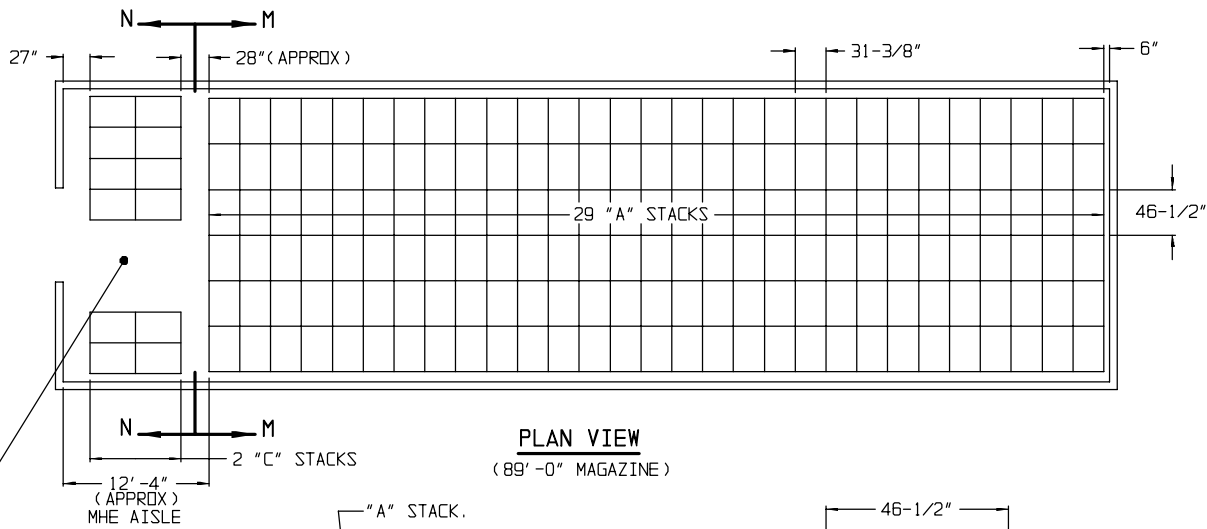 N M
27" 28"(APPROX) 31-3/8" 6"
29 "A" STACKS
46-1/2"
N M
PLAN VIEW
(89'-0" MAGAZINE)
2 "C" STACKS
12'-4"
(APPROX)
MHE AISLE
"A" STACK.
46-1/2"